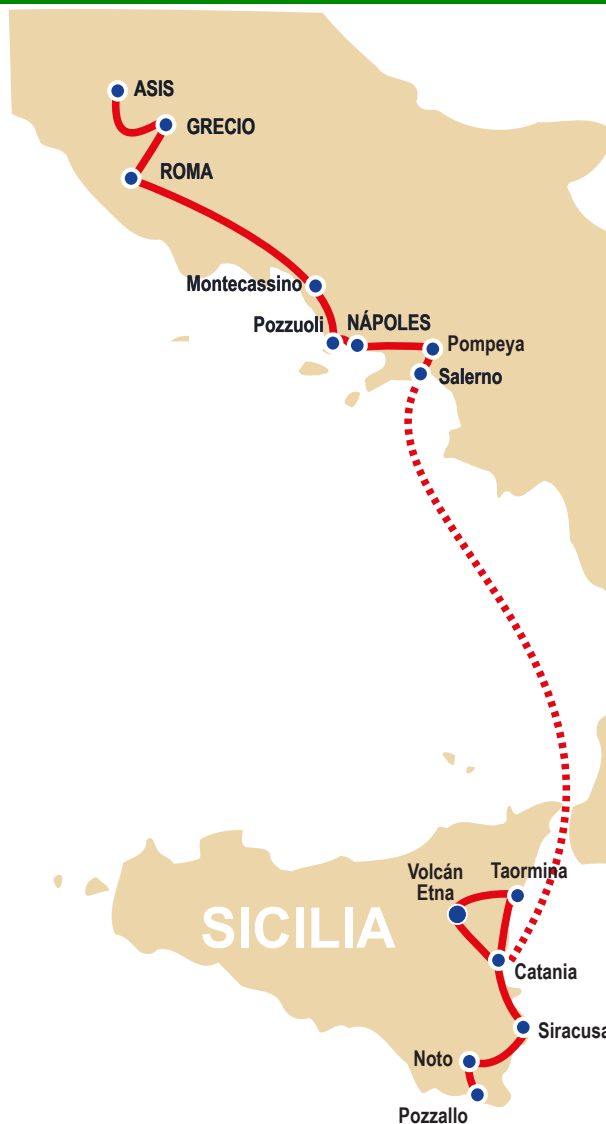 ASIS
GRECIO
ROMA
Montecassino
Pozzuoli
NÁPOLES
Pompeya
Salerno
Volcán
Etna
Taormina
SICILIA
Catania
Siracusa
Noto
Pozzallo